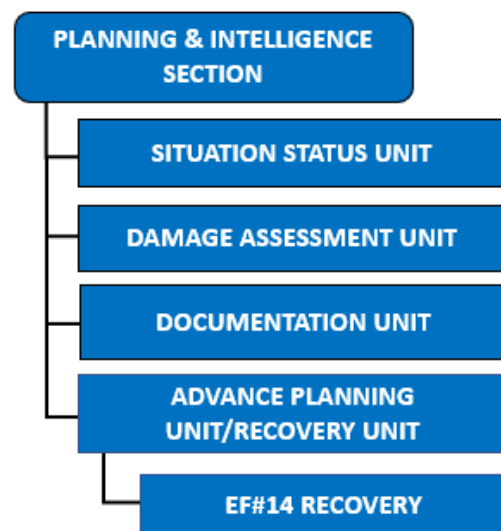 PLANNING & INTELLIGENCE
SECTION
SITUATION STATUS UNIT
DAMAGE ASSESSMENT UNIT
DOCUMENTATION UNIT
ADVANCE PLANNING
UNIT/RECOVERY UNIT
EF#14 RECOVERY